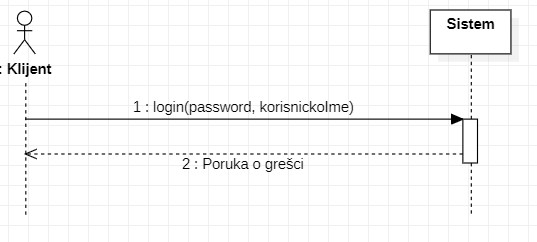 Sistem
: Klijent
1 : login(password, korisnickoIme)
2 : Poruka o grešci